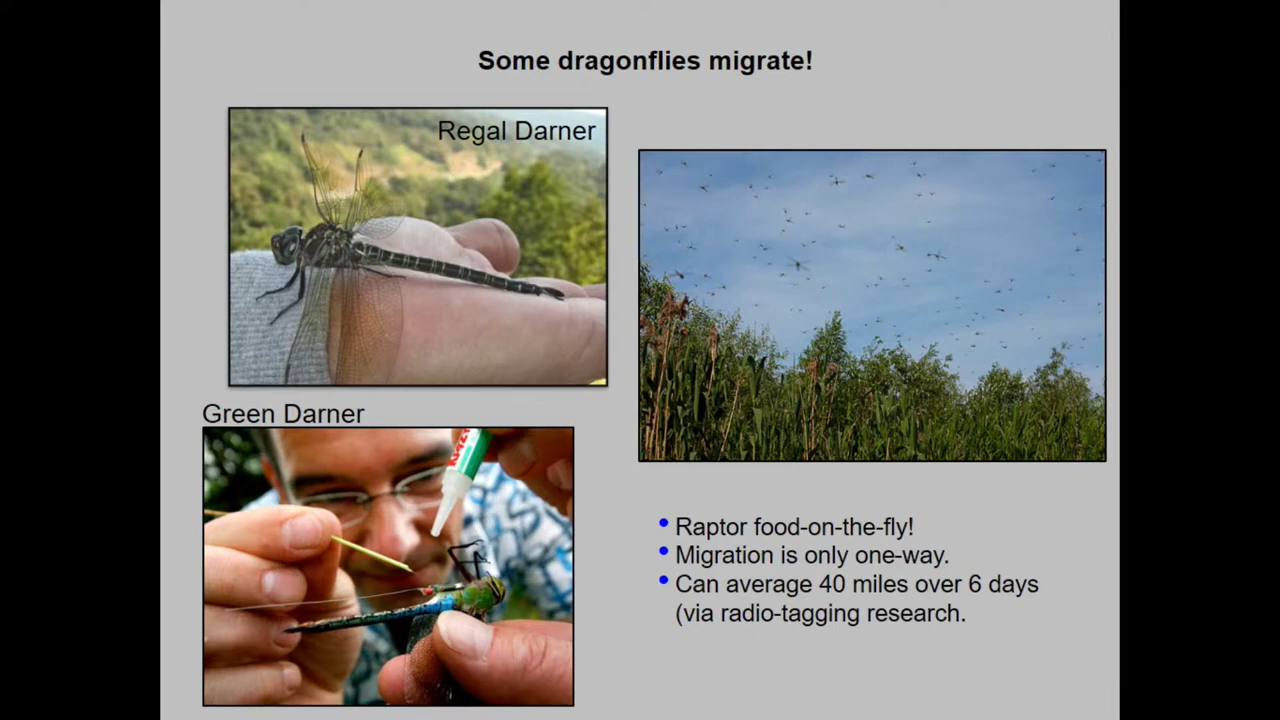 Some dragonflies migrate!
Regal Darner
Green Darner
KRAZY
• Raptor food-on-the-fly!
• Migration is only one-way.
• Can average 40 miles over 6 days
(via radio-tagging research.